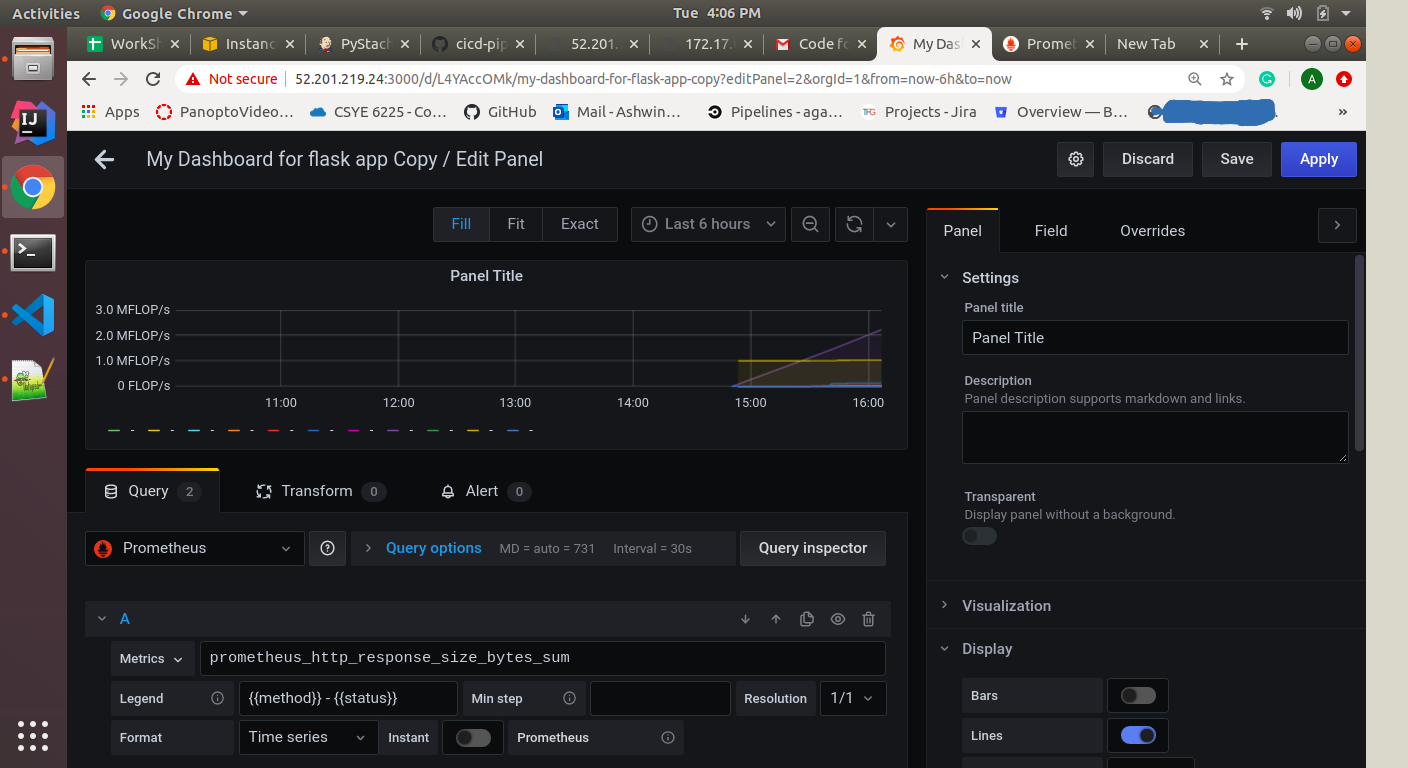 Activities Google Chrome Tue 4:06 PM
WorkSh Instanc PyStach cicd-pip 52.201. 172.17. Code fo My Das Promet New Tab
Not secure 52.201.219.24:3000/d/L4YAccOMk/my-dashboard-for-flask-app-copy?editPanel=2&orgId=1&from=now-6h&to=now A
Apps PanoptoVideo... CSYE 6225 - Co... GitHub Mail - Ashwin... Pipelines - aga... Projects - Jira Overview — B... »
My Dashboard for flask app Copy / Edit Panel Discard Save Apply
Fill Fit Exact Last 6 hours
Panel Field Overrides
Panel Title
3.0 MFLOP/s
2.0 MFLOP/s
1.0 MFLOP/s
0 FLOP/s
11:00 12:00 13:00 14:00 15:00 16:00
- - - - - - - - - - -
Query 2 Transform 0 Alert 0
Prometheus Query options MD = auto = 731 Interval = 30s Query inspector
A
Metrics prometheus_http_response_size_bytes_sum
Legend {{method}} - {{status}} Min step Resolution 1/1
Format Time series Instant Prometheus
Settings
Panel title
Panel Title
Description
Panel description supports markdown and links.
Transparent
Display panel without a background.
Visualization
Display
Bars
Lines